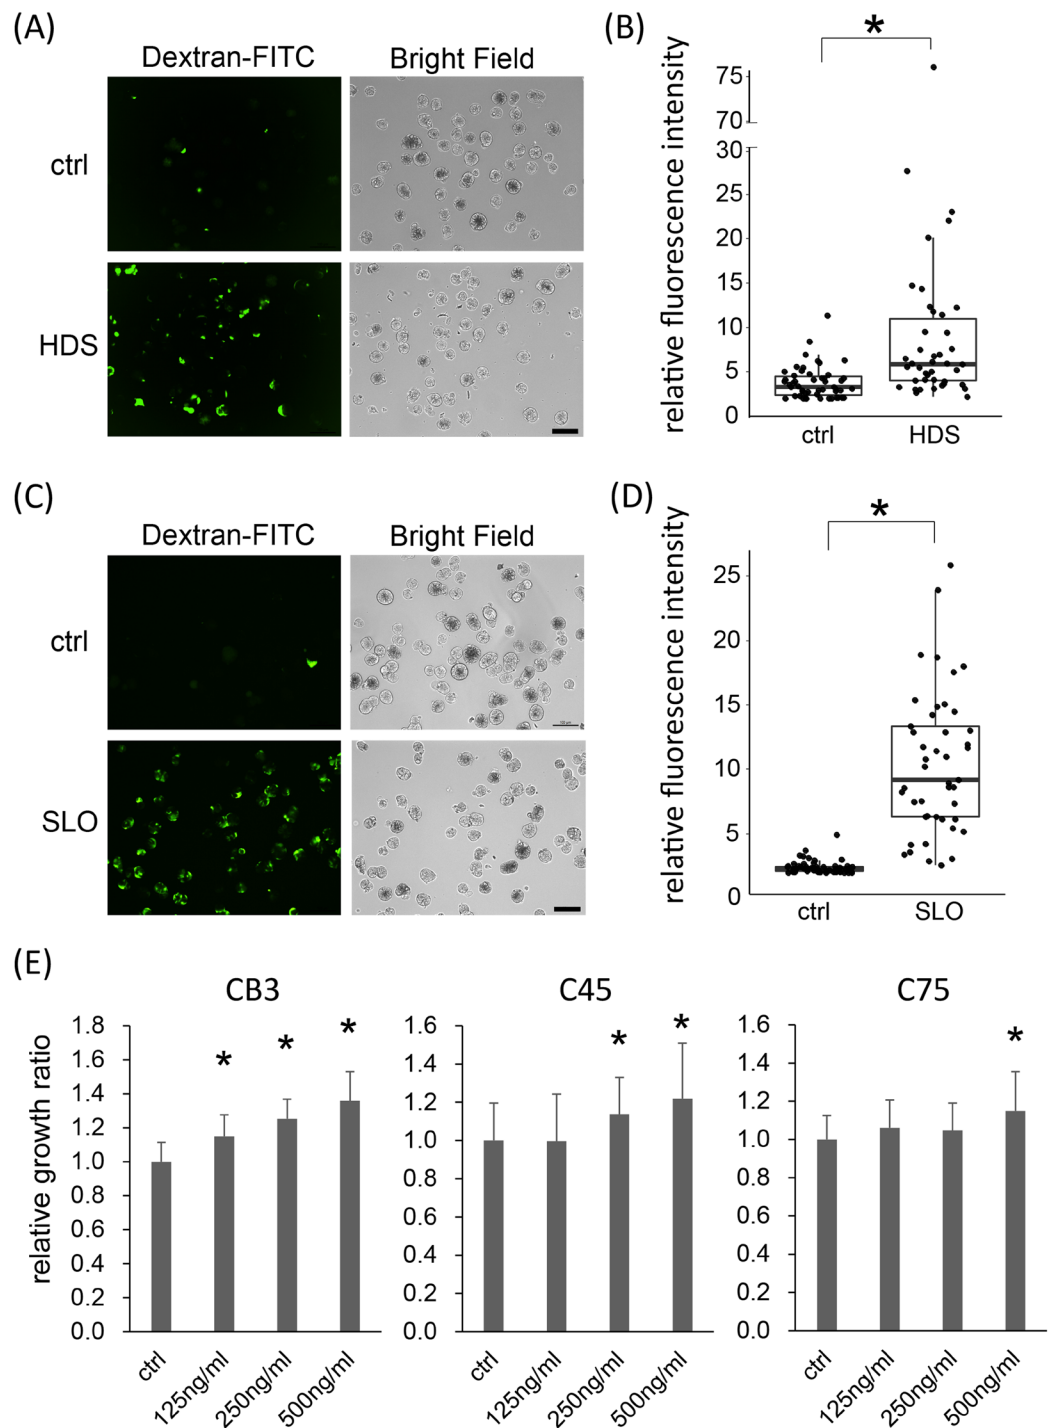 (A)
Dextran-FITC Bright Field
ctrl
HDS
(B)
*
relative fluorescence intensity
75
70
30
25
20
15
10
5
0
ctrl HDS
(C)
Dextran-FITC Bright Field
ctrl
SLO
(D)
*
relative fluorescence intensity
25
20
15
10
5
0
ctrl SLO
(E)
CB3
relative growth ratio
1.8
1.6
1.4
1.2
1.0
0.8
0.6
0.4
0.2
0.0
* * *
ctrl 125ng/ml 250ng/ml 500ng/ml
C45
1.6
1.4
1.2
1.0
0.8
0.6
0.4
0.2
0.0
* *
ctrl 125ng/ml 250ng/ml 500ng/ml
C75
1.6
1.4
1.2
1.0
0.8
0.6
0.4
0.2
0.0
*
ctrl 125ng/ml 250ng/ml 500ng/ml